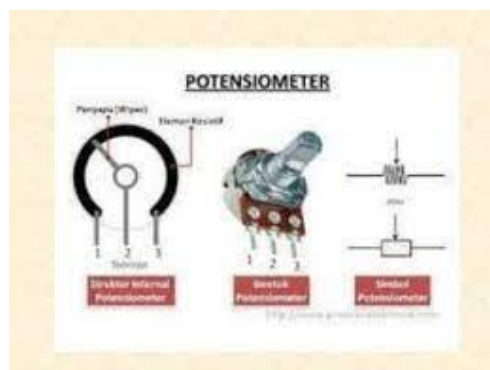 POTENSIOMETER
Penyapu (Wiper)
Elemen Resistif
1 2 3
Terminal
1 2 3
atau
Struktur Internal
Potensiometer
Bentuk
Potensiometer
Simbol
Potensiometer